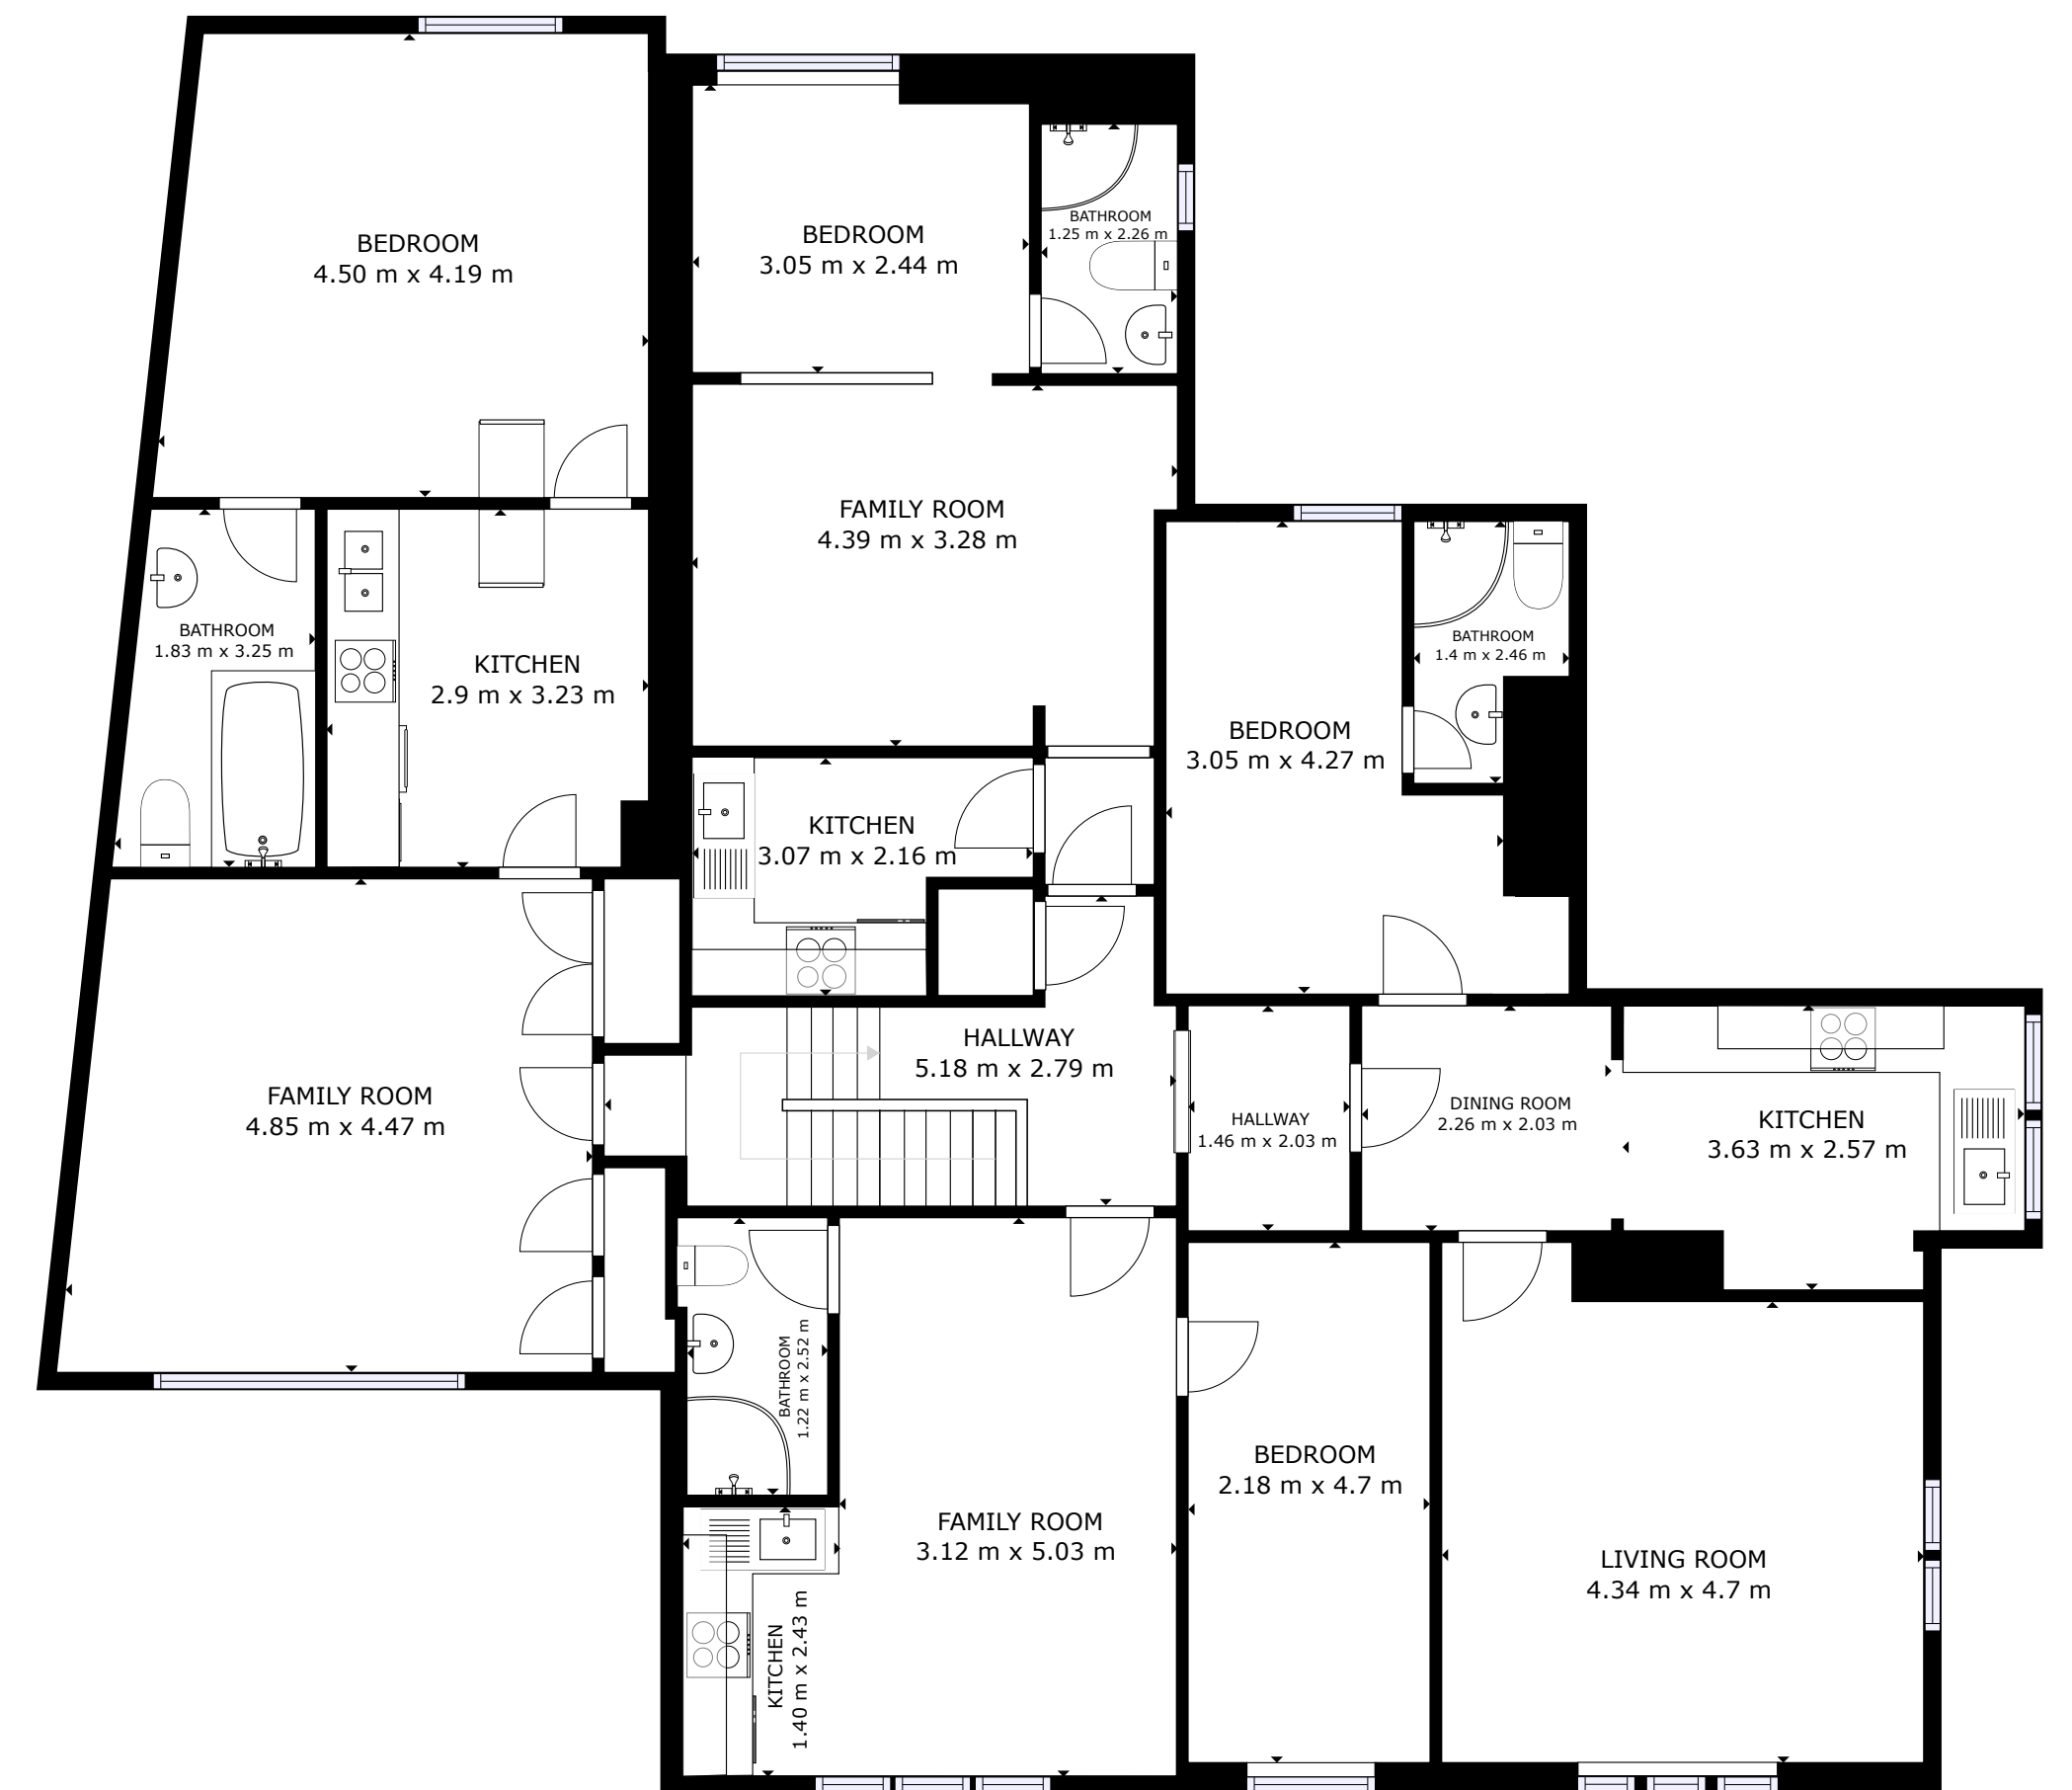 BEDROOM
4.50 m x 4.19 m
BEDROOM
3.05 m x 2.44 m
BATHROOM
1.25 m x 2.26 m
FAMILY ROOM
4.39 m x 3.28 m
BATHROOM
1.83 m x 3.25 m
KITCHEN
2.9 m x 3.23 m
BATHROOM
1.4 m x 2.46 m
BEDROOM
3.05 m x 4.27 m
KITCHEN
3.07 m x 2.16 m
HALLWAY
5.18 m x 2.79 m
FAMILY ROOM
4.85 m x 4.47 m
HALLWAY
1.46 m x 2.03 m
DINING ROOM
2.26 m x 2.03 m
KITCHEN
3.63 m x 2.57 m
BATHROOM
1.22 m x 2.52 m
BEDROOM
2.18 m x 4.7 m
FAMILY ROOM
3.12 m x 5.03 m
LIVING ROOM
4.34 m x 4.7 m
KITCHEN
1.40 m x 2.43 m